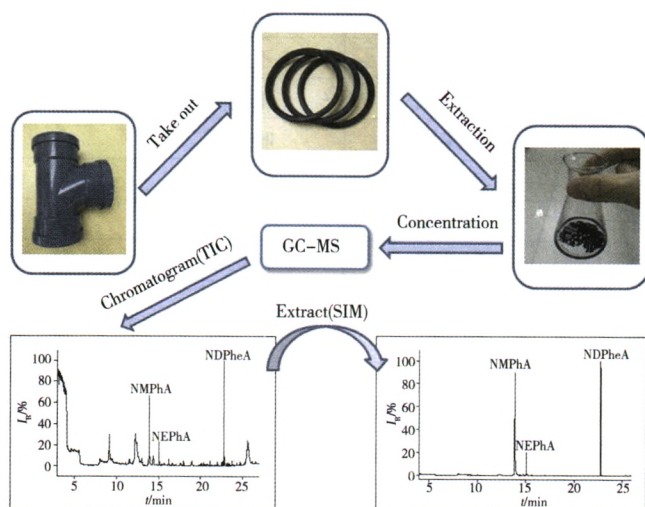 Take out
Extraction
Concentration
GC-MS
Chromatogram(TIC)
Extract(SIM)
100
80
60
40
20
0
I_R/%
NMPhA
NEPhA
NDPheA
5
10
15
20
25
t/min
100
80
60
40
20
0
I_R/%
NMPhA
NEPhA
NDPheA
5
10
15
20
25
t/min